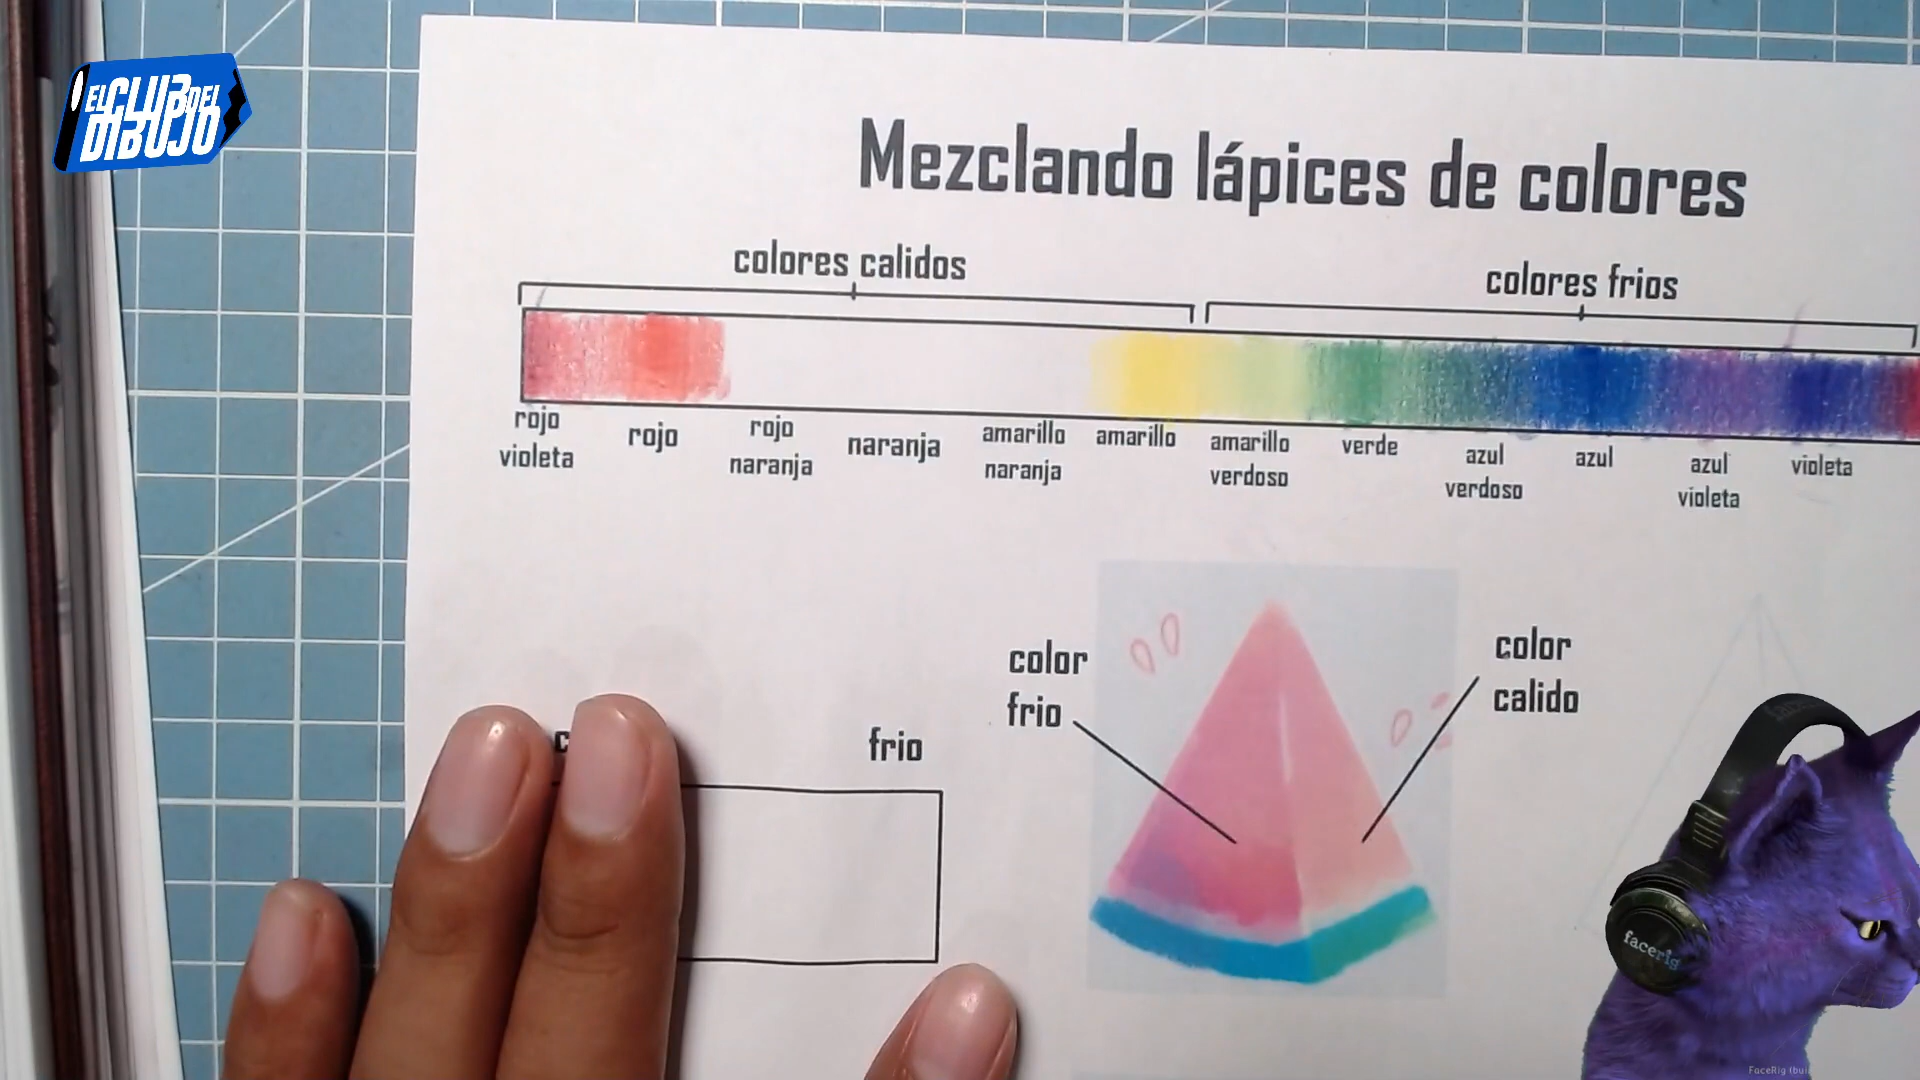 EL CLUB DEL
DIBUJO
Mezclando lápices de colores
colores calidos
colores frios
rojo
violeta
rojo
rojo
naranja
naranja
amarillo
naranja
amarillo
amarillo
verdoso
verde
azul
verdoso
azul
azul
violeta
violeta
color
frio
color
calido
frio
facerig